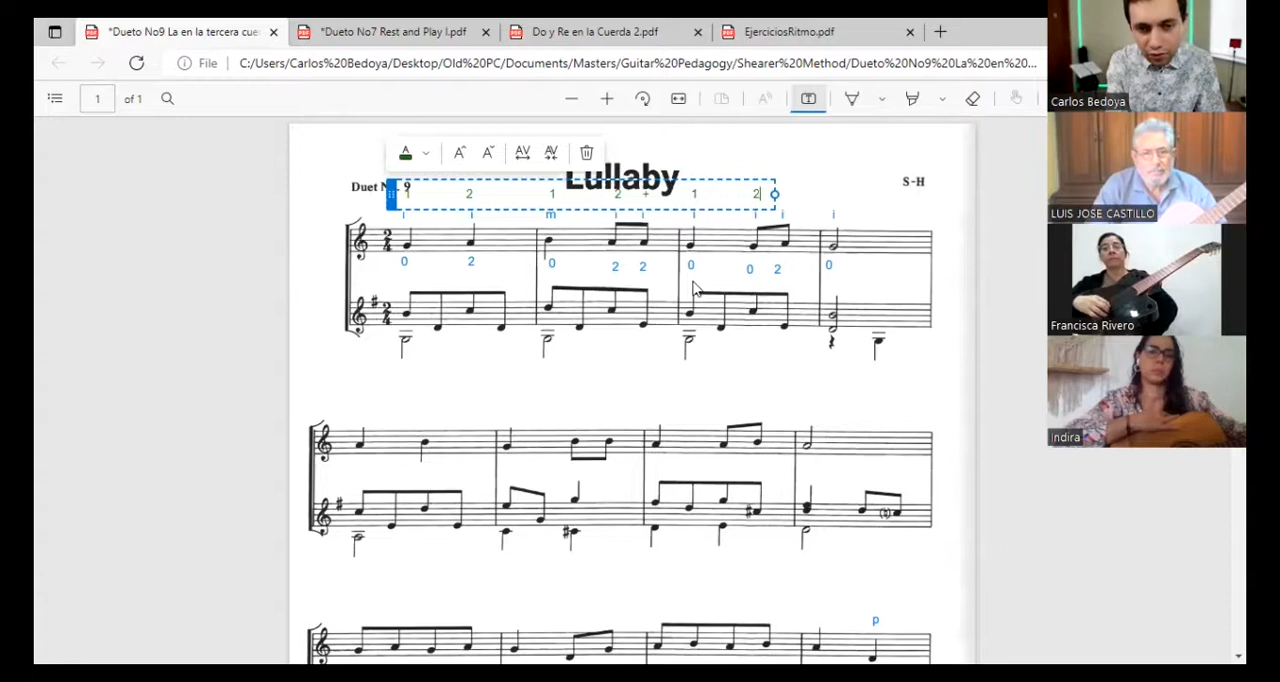 *Dueto No9 La en la tercera cue
*Dueto No7 Rest and Play I.pdf
Do y Re en la Cuerda 2.pdf
EjerciciosRitmo.pdf
File
C:/Users/Carlos%20Bedoya/Desktop/Old%20PC/Documents/Masters/Guitar%20Pedagogy/Shearer%20Method/Dueto%20No9%20La%20en%20...
1 of 1
Carlos Bedoya
LUIS JOSE CASTILLO
Francisca Rivero
Indira
Lullaby
Duet N 9
S-H
1 2 1 2 + 1 2
i i m i i i i i i
0 2 0 2 2 0 0 2 0
p